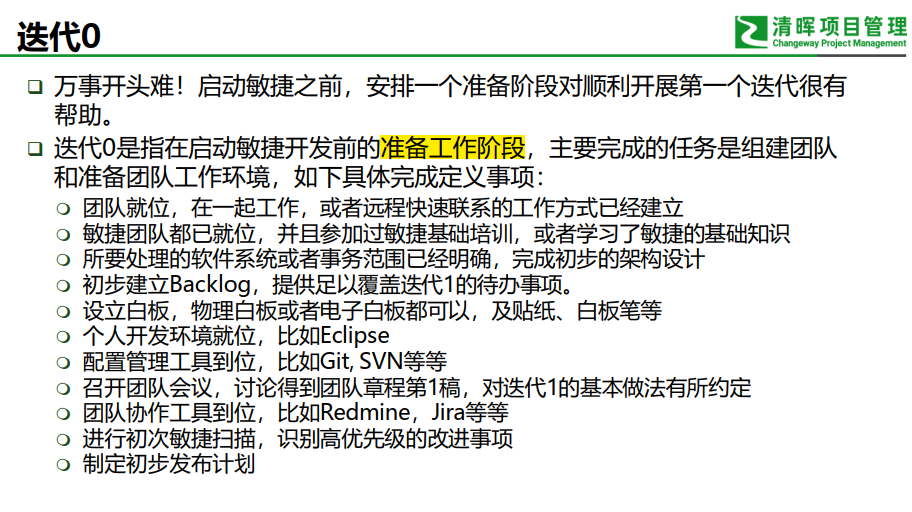 迭代0
清晖项目管理
Changeway Project Management
万事开头难！启动敏捷之前，安排一个准备阶段对顺利开展第一个迭代很有
帮助。
迭代0是指在启动敏捷开发前的准备工作阶段，主要完成的任务是组建团队
和准备团队工作环境，如下具体完成定义事项：
团队就位，在一起工作，或者远程快速联系的工作方式已经建立
敏捷团队都已就位，并且参加过敏捷基础培训，或者学习了敏捷的基础知识
所要处理的软件系统或者事务范围已经明确，完成初步的架构设计
初步建立Backlog，提供足以覆盖迭代1的待办事项。
设立白板，物理白板或者电子白板都可以，及贴纸、白板笔等
个人开发环境就位，比如Eclipse
配置管理工具到位，比如Git, SVN等等
召开团队会议，讨论得到团队章程第1稿，对迭代1的基本做法有所约定
团队协作工具到位，比如Redmine，Jira等等
进行初次敏捷扫描，识别高优先级的改进事项
制定初步发布计划